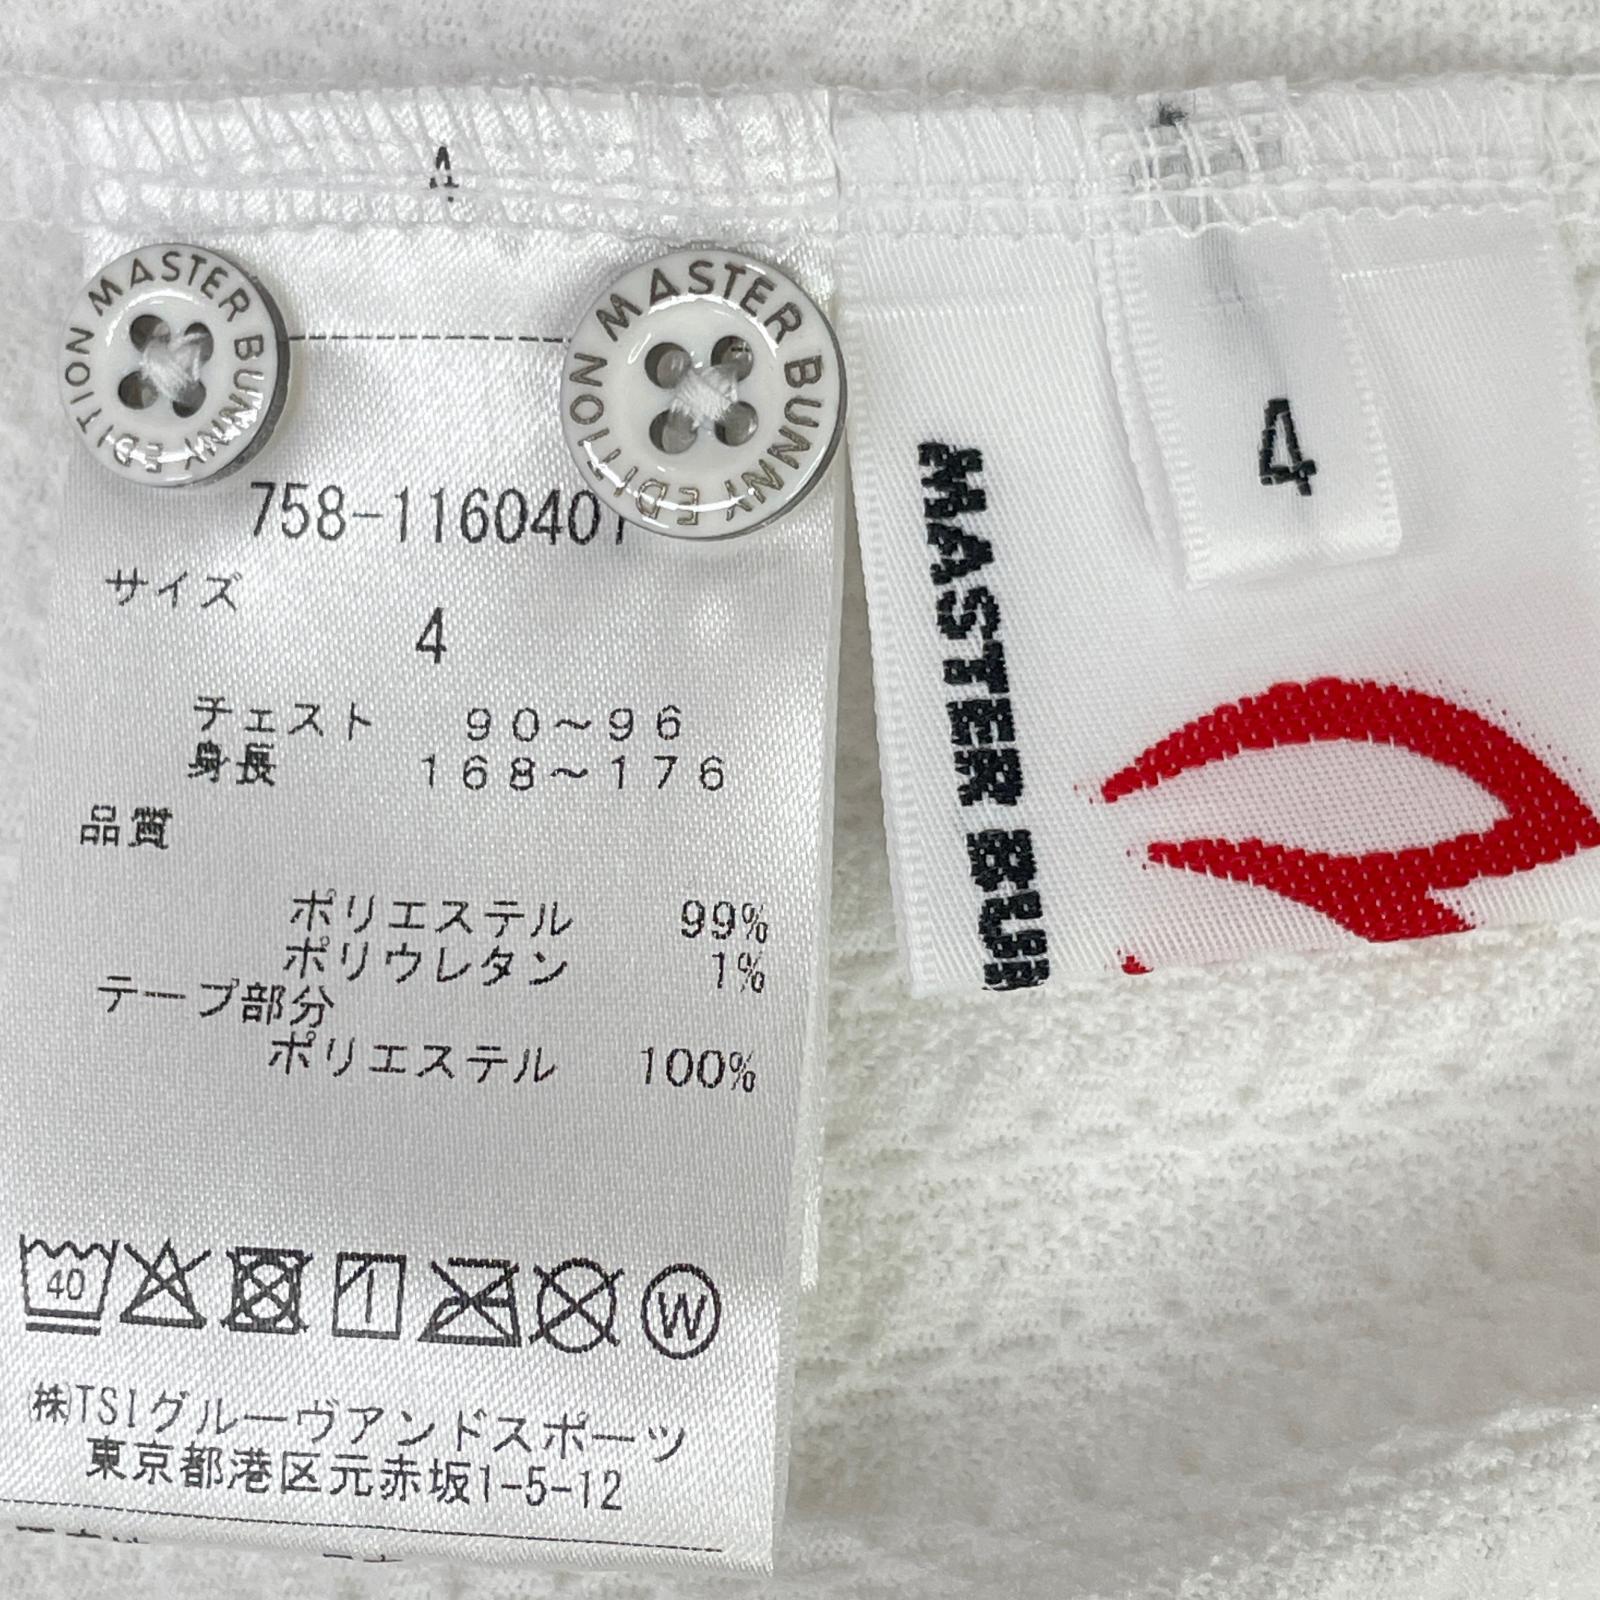 4
MASTER BUNNY EDITION
MASTER BUNNY EDITION
758-1160401
サイズ
4
チェスト 90~96
身長 168~176
品質
ポリエステル 99%
ポリウレタン 1%
テープ部分
ポリエステル 100%
40
W
㈱TSIグルーヴアンドスポーツ
東京都港区元赤坂1-5-12
4
MASTER BUN